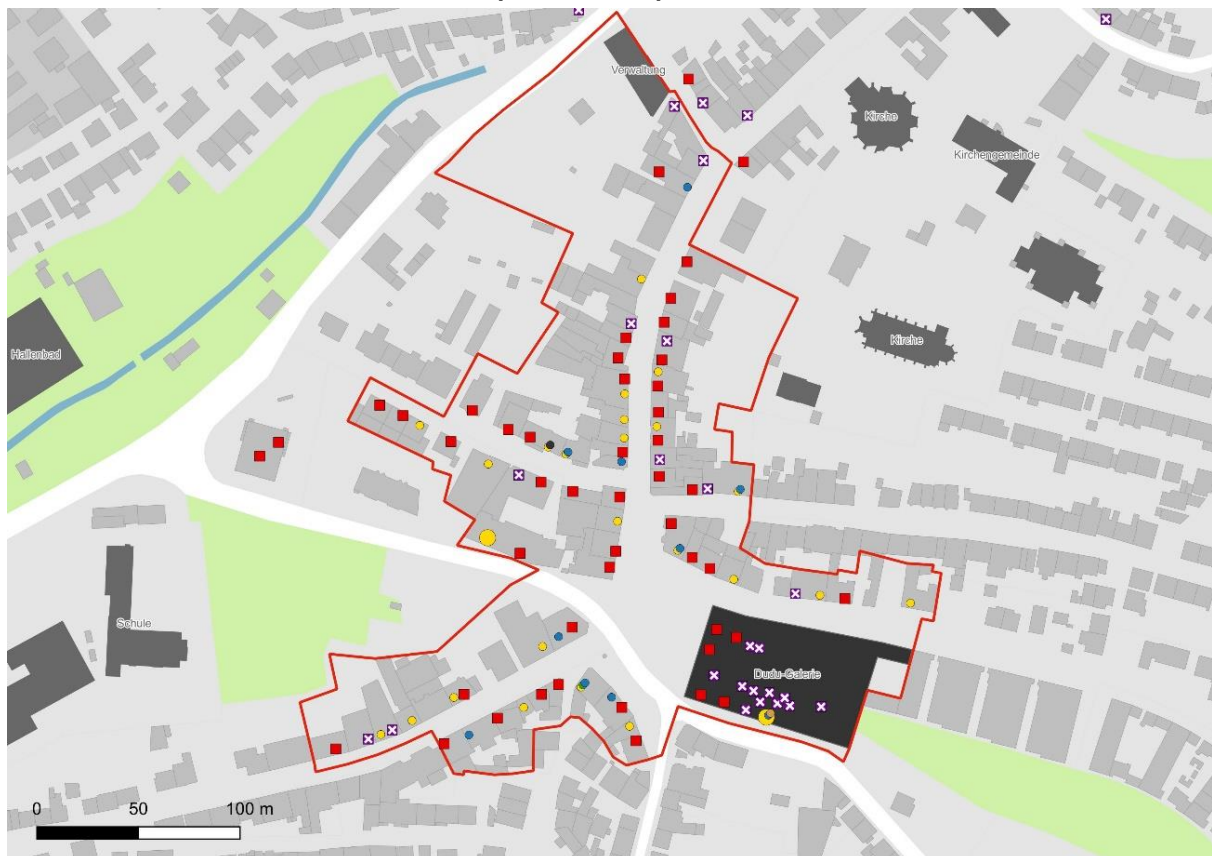 Verwaltung
Kirche
Kirchengemeinde
Kirche
Hallenbad
Schule
Dudu-Galerie
0 50 100 m